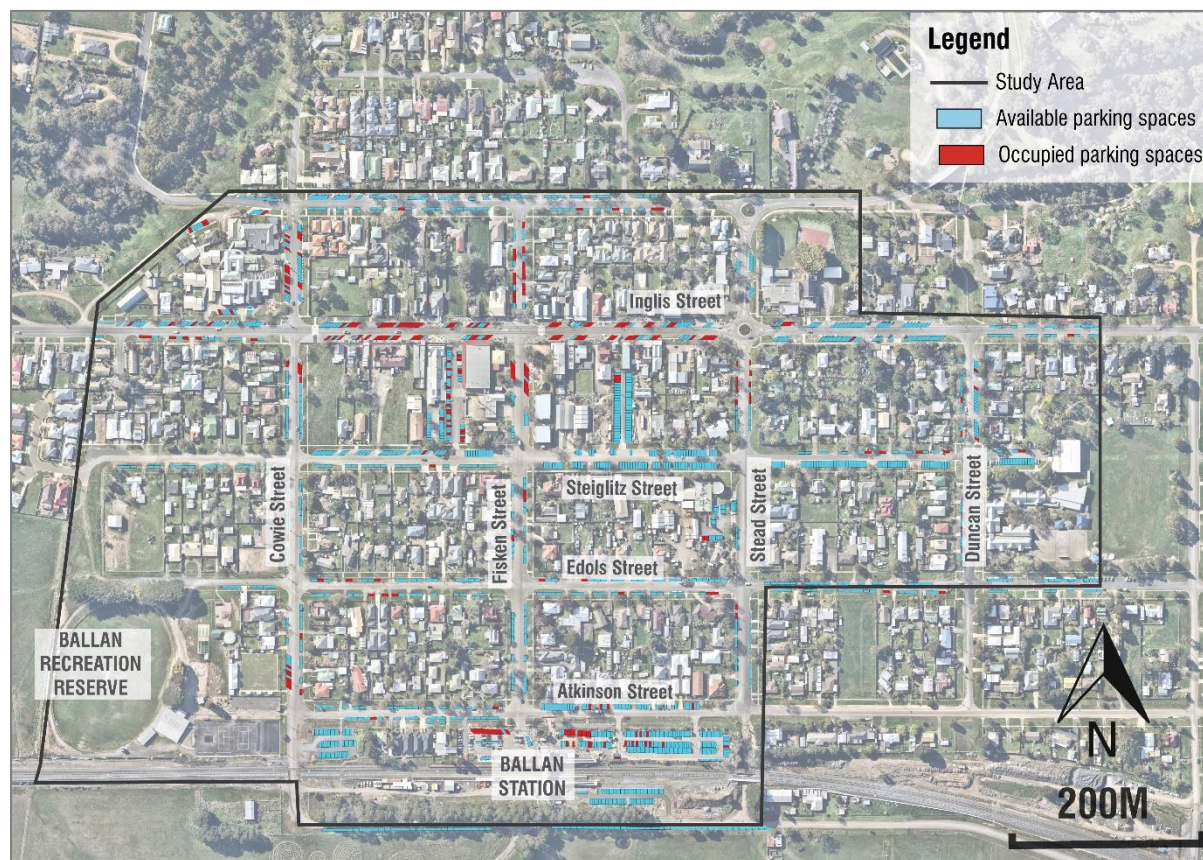 Legend
Study Area
Available parking spaces
Occupied parking spaces
Inglis Street
Steiglitz Street
Cowie Street
Fisken Street
Stead Street
Duncan Street
Edols Street
BALLAN
RECREATION
RESERVE
Atkinson Street
BALLAN
STATION
N
200M